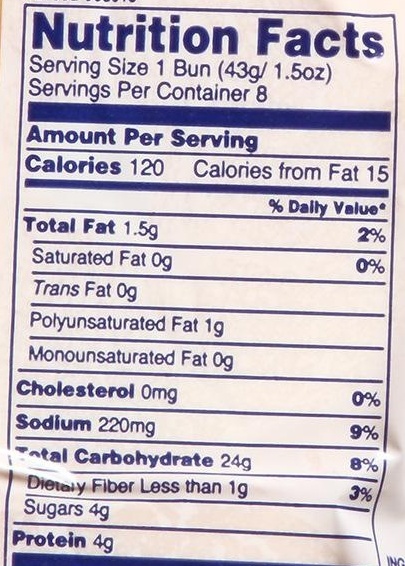 Nutrition Facts
Serving Size 1 Bun (43g/ 1.5oz)
Servings Per Container 8
Amount Per Serving
Calories 120 Calories from Fat 15
% Daily Value*
Total Fat 1.5g 2%
Saturated Fat 0g 0%
Trans Fat 0g
Polyunsaturated Fat 1g
Monounsaturated Fat 0g
Cholesterol 0mg 0%
Sodium 220mg 9%
Total Carbohydrate 24g 8%
Dietary Fiber Less than 1g 3%
Sugars 4g
Protein 4g
ING